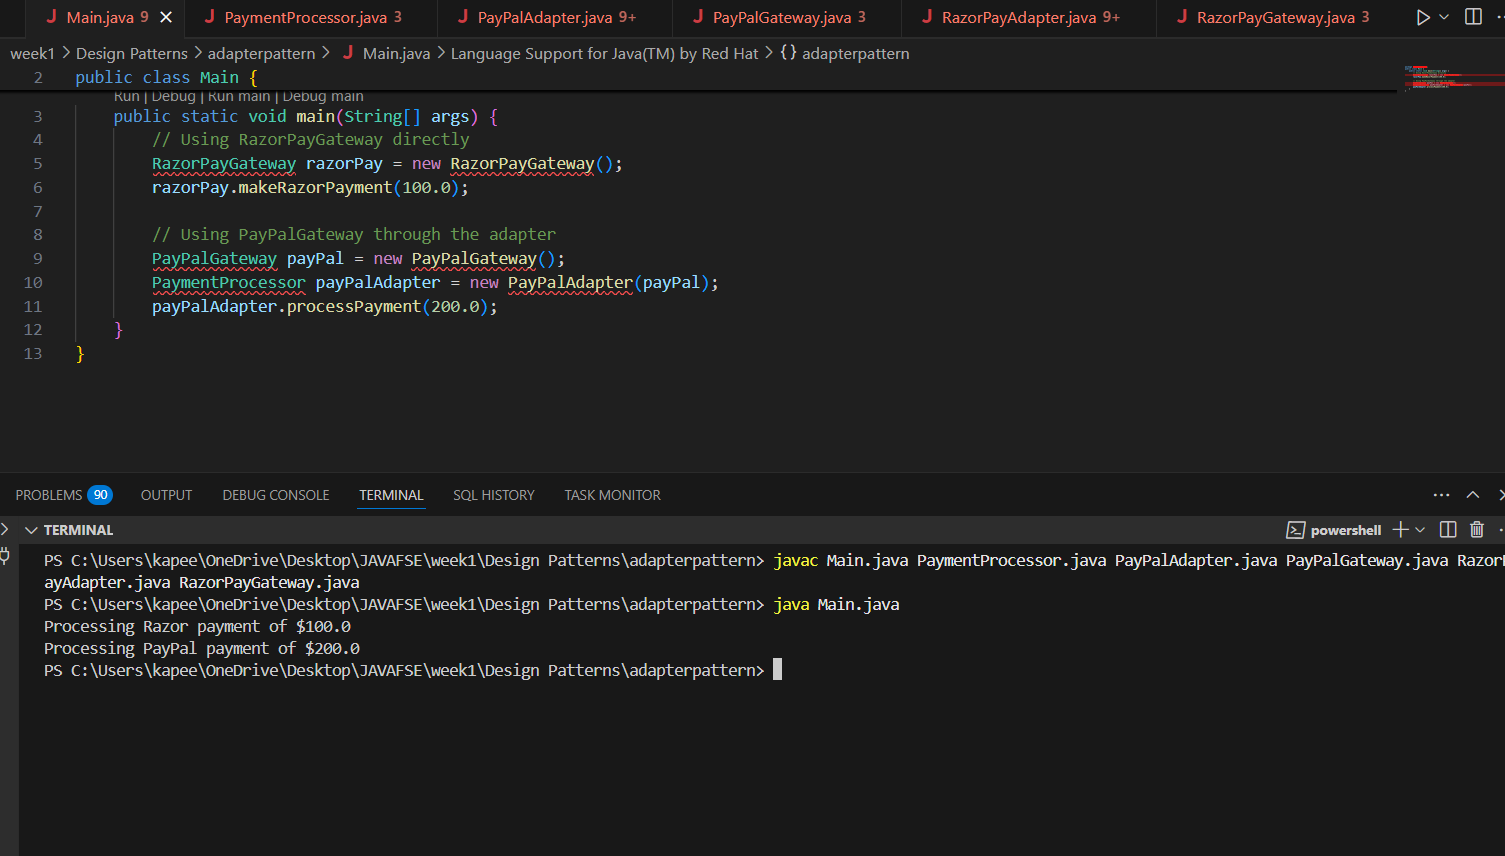 Main.java 9 PaymentProcessor.java 3 PayPalAdapter.java 9+ PayPalGateway.java 3 RazorPayAdapter.java 9+ RazorPayGateway.java 3
week1 > Design Patterns > adapterpattern > Main.java > Language Support for Java(TM) by Red Hat > {} adapterpattern
2 public class Main {
Run | Debug | Run main | Debug main
3 public static void main(String[] args) {
4 // Using RazorPayGateway directly
5 RazorPayGateway razorPay = new RazorPayGateway();
6 razorPay.makeRazorPayment(100.0);
7
8 // Using PayPalGateway through the adapter
9 PayPalGateway payPal = new PayPalGateway();
10 PaymentProcessor payPalAdapter = new PayPalAdapter(payPal);
11 payPalAdapter.processPayment(200.0);
12 }
13 }
PROBLEMS 90 OUTPUT DEBUG CONSOLE TERMINAL SQL HISTORY TASK MONITOR
TERMINAL powershell
PS C:\Users\kapee\OneDrive\Desktop\JAVAFSE\week1\Design Patterns\adapterpattern> javac Main.java PaymentProcessor.java PayPalAdapter.java PayPalGateway.java RazorP
ayAdapter.java RazorPayGateway.java
PS C:\Users\kapee\OneDrive\Desktop\JAVAFSE\week1\Design Patterns\adapterpattern> java Main.java
Processing Razor payment of $100.0
Processing PayPal payment of $200.0
PS C:\Users\kapee\OneDrive\Desktop\JAVAFSE\week1\Design Patterns\adapterpattern>